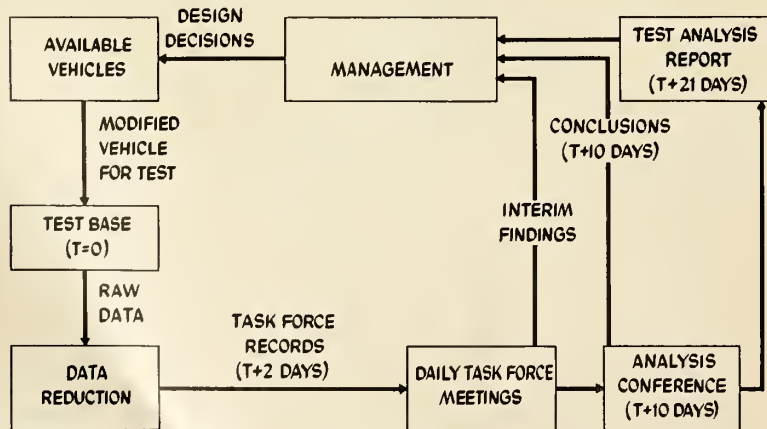 DESIGN
DECISIONS
AVAILABLE
VEHICLES
MANAGEMENT
TEST ANALYSIS
REPORT
(T+21 DAYS)
MODIFIED
VEHICLE
FOR TEST
CONCLUSIONS
(T+10 DAYS)
TEST BASE
(T=0)
INTERIM
FINDINGS
RAW
DATA
TASK FORCE
RECORDS
(T+2 DAYS)
DATA
REDUCTION
DAILY TASK FORCE
MEETINGS
ANALYSIS
CONFERENCE
(T+10 DAYS)